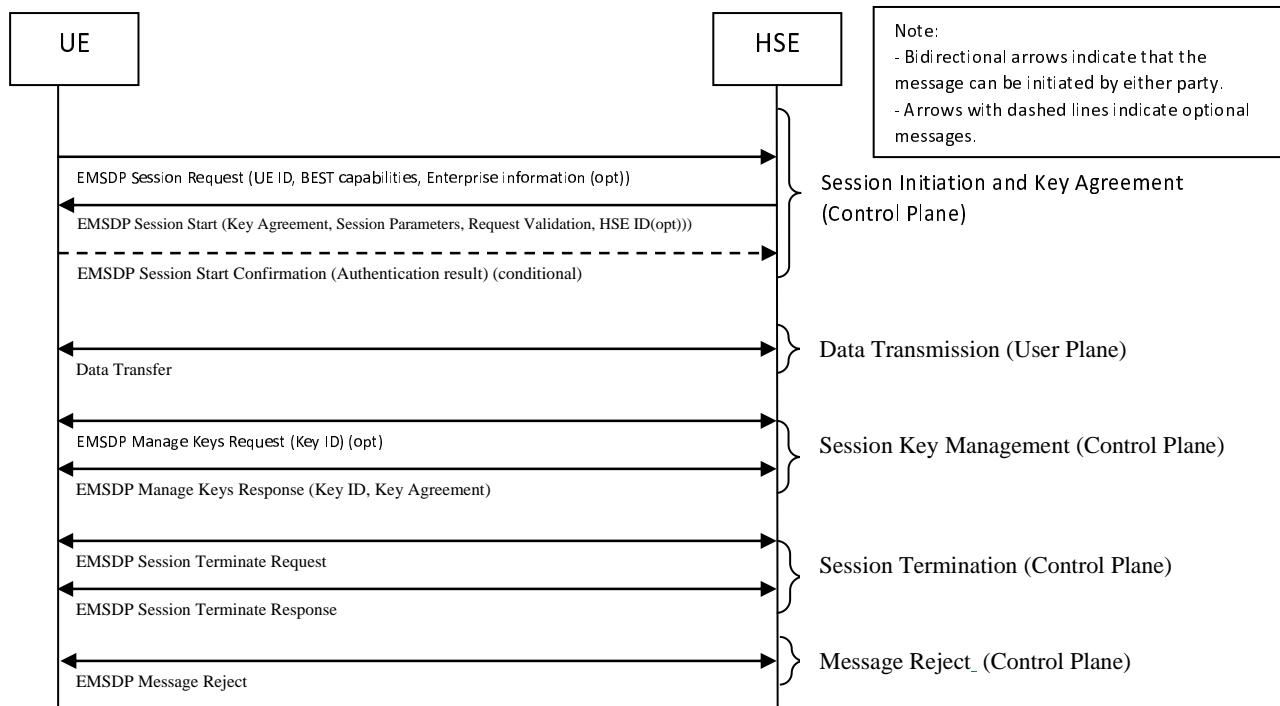 UE
HSE
Note:
- Bidirectional arrows indicate that the
message can be initiated by either party.
- Arrows with dashed lines indicate optional
messages.
EMSDP Session Request (UE ID, BEST capabilities, Enterprise information (opt))
EMSDP Session Start (Key Agreement, Session Parameters, Request Validation, HSE ID(opt)))
EMSDP Session Start Confirmation (Authentication result) (conditional)
Session Initiation and Key Agreement
(Control Plane)
Data Transfer
Data Transmission (User Plane)
EMSDP Manage Keys Request (Key ID) (opt)
EMSDP Manage Keys Response (Key ID, Key Agreement)
Session Key Management (Control Plane)
EMSDP Session Terminate Request
EMSDP Session Terminate Response
Session Termination (Control Plane)
EMSDP Message Reject
Message Reject_ (Control Plane)